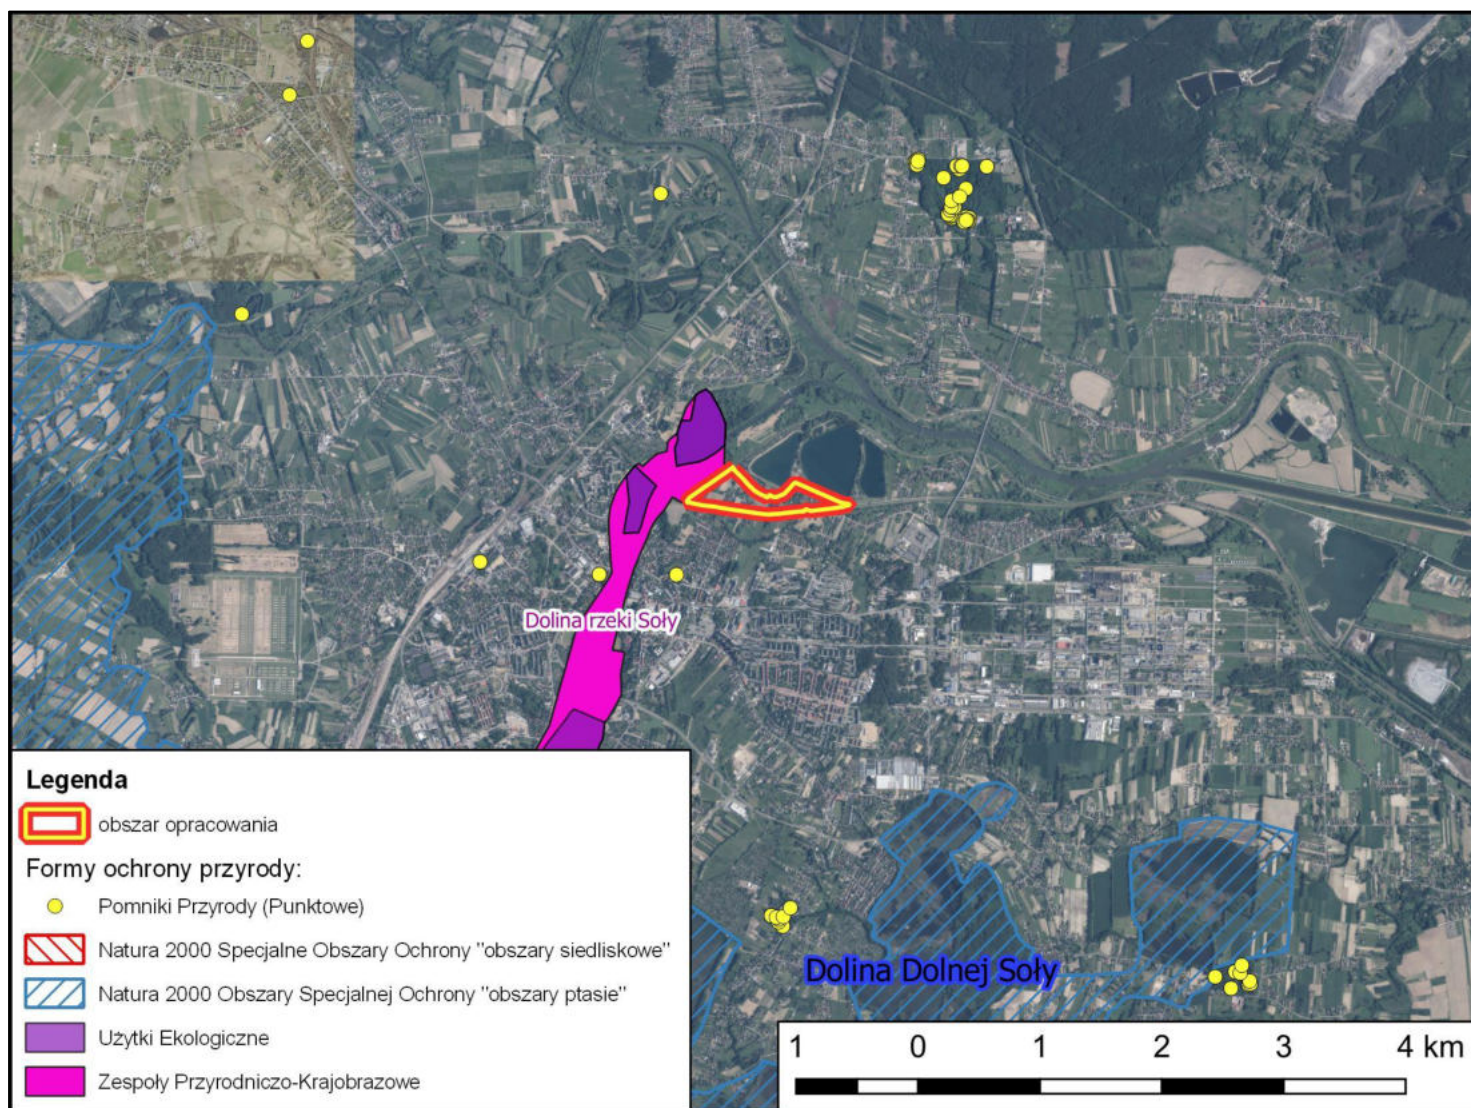 Dolina rzeki Soły
Legenda
obszar opracowania
Formy ochrony przyrody:
Pomniki Przyrody (Punktowe)
Natura 2000 Specjalne Obszary Ochrony "obszary siedliskowe"
Natura 2000 Obszary Specjalnej Ochrony "obszary ptasie"
Użytki Ekologiczne
Zespoły Przyrodniczo-Krajobrazowe
Dolina Dolnej Soły
1 0 1 2 3 4 km